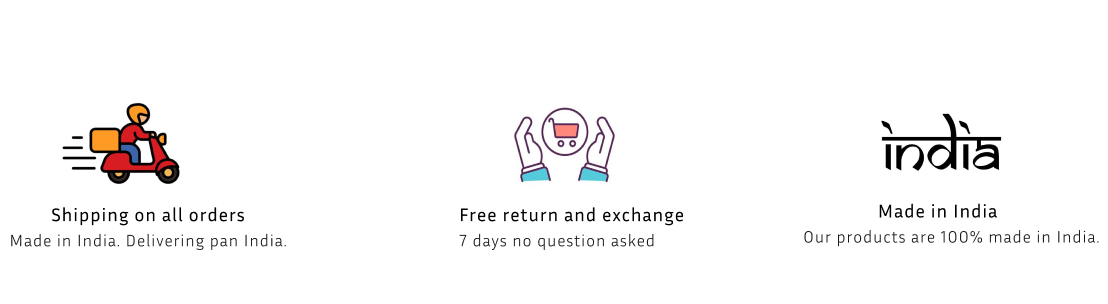 Shipping on all orders
Made in India. Delivering pan India.
Free return and exchange
7 days no question asked
india
Made in India
Our products are 100% made in India.